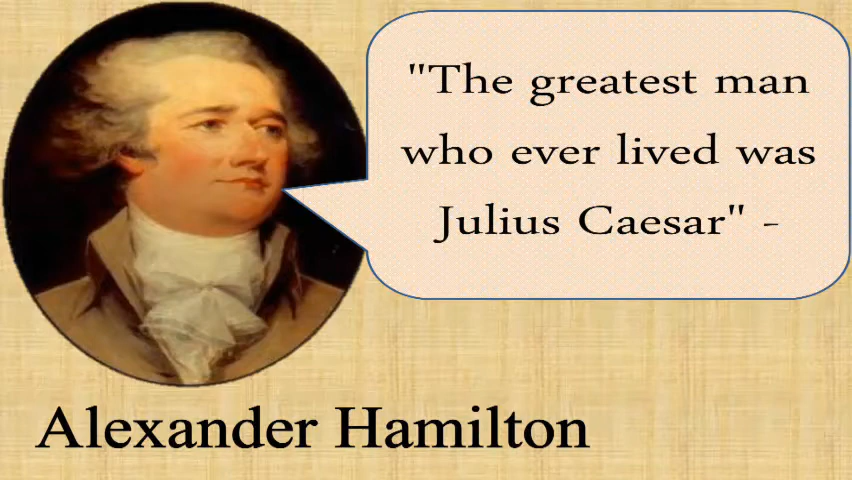 "The greatest man
who ever lived was
Julius Caesar" -
Alexander Hamilton